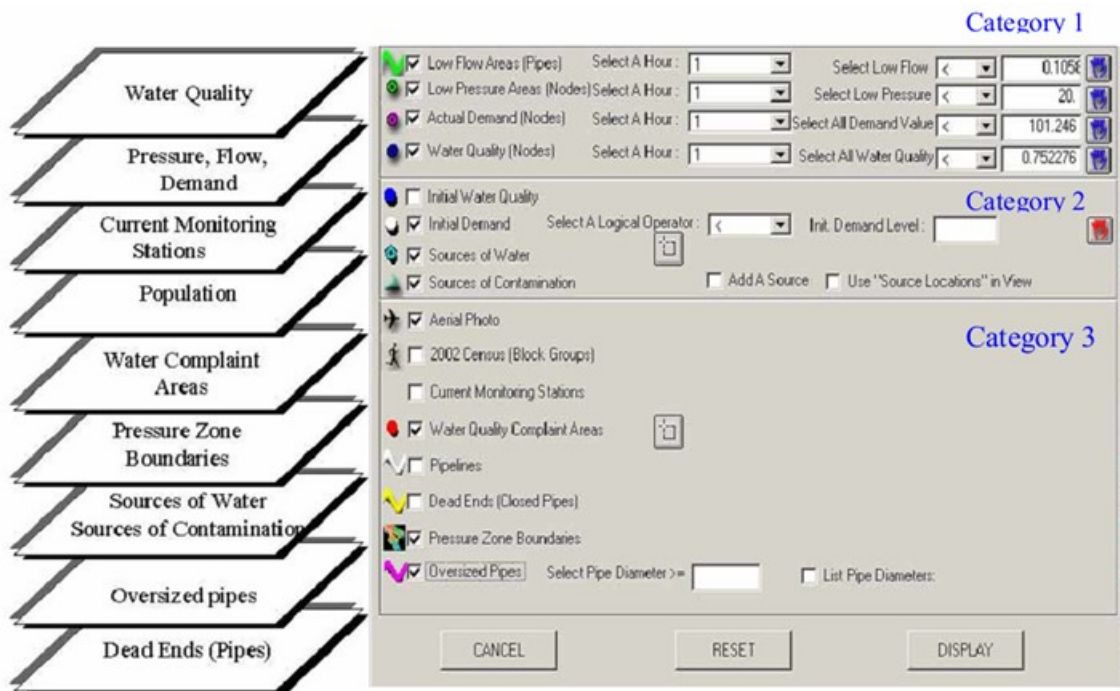 Category 1
Water Quality
Pressure, Flow,
Demand
Current Monitoring
Stations
Population
Water Complaint
Areas
Pressure Zone
Boundaries
Sources of Water
Sources of Contamination
Oversized pipes
Dead Ends (Pipes)
Low Flow Areas (Pipes) Select A Hour : 1 Select Low Flow < 0.1056
Low Pressure Areas (Nodes) Select A Hour : 1 Select Low Pressure < 20.
Actual Demand (Nodes) Select A Hour : 1 Select All Demand Value < 101.246
Water Quality (Nodes) Select A Hour : 1 Select All Water Quality < 0.752276
Category 2
Initial Water Quality
Initial Demand Select A Logical Operator : < Init. Demand Level :
Sources of Water
Sources of Contamination Add A Source Use "Source Locations" in View
Category 3
Aerial Photo
2002 Census (Block Groups)
Current Monitoring Stations
Water Quality Complaint Areas
Pipelines
Dead Ends (Closed Pipes)
Pressure Zone Boundaries
Oversized Pipes Select Pipe Diameter >= List Pipe Diameters:
CANCEL RESET DISPLAY